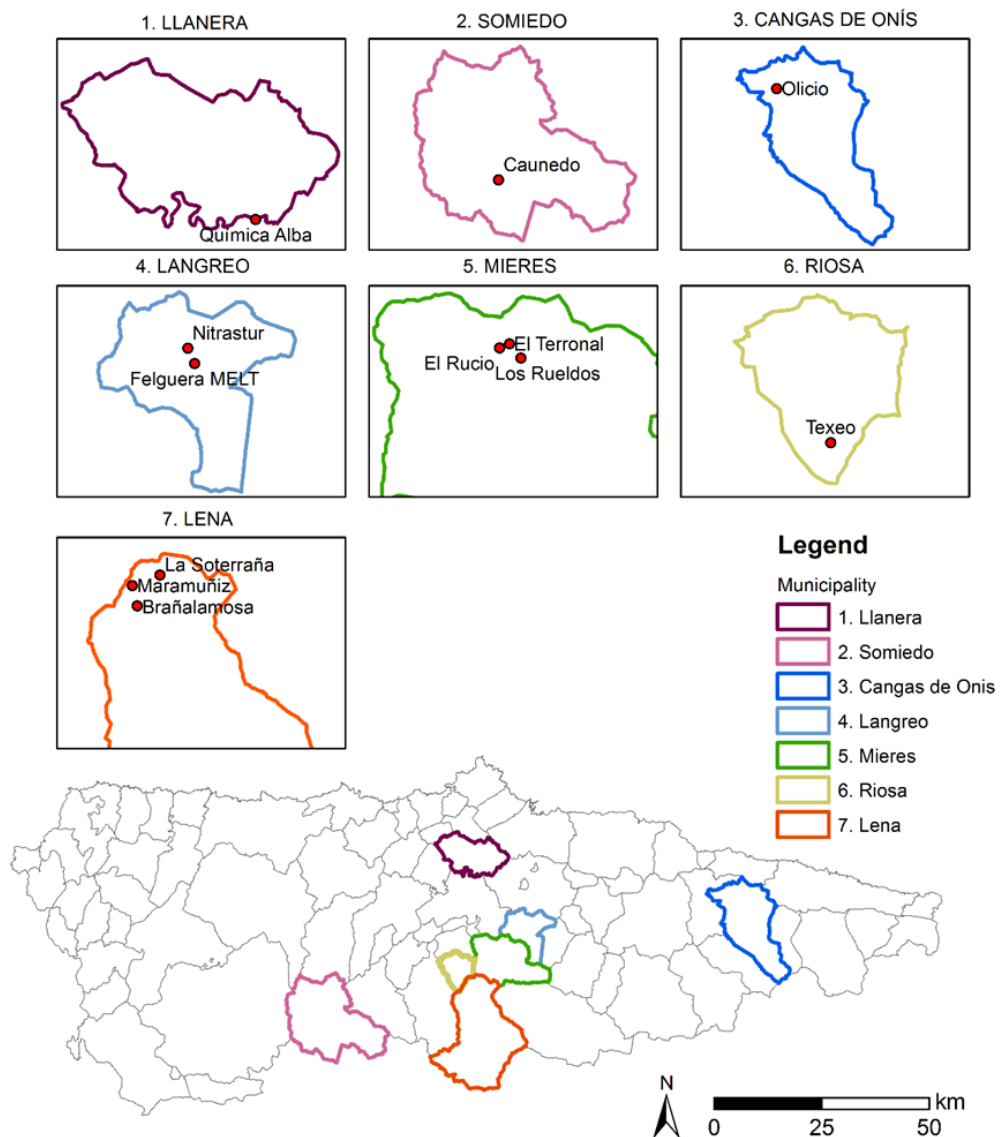 1. LLANERA
2. SOMIEDO
3. CANGAS DE ONÍS
Química Alba
Caunedo
Olicio
4. LANGREO
5. MIERES
6. RIOSA
Nitrastur
Felguera MELT
El Terronal
El Rucio
Los Rueldos
Texeo
7. LENA
La Soterraña
Maramuñiz
Brañalamosa
Legend
Municipality
1. Llanera
2. Somiedo
3. Cangas de Onis
4. Langreo
5. Mieres
6. Riosa
7. Lena
N
km
0 25 50